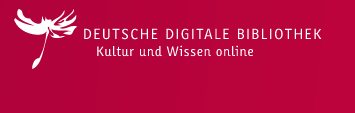 DEUTSCHE DIGITALE BIBLIOTHEK
Kultur und Wissen online